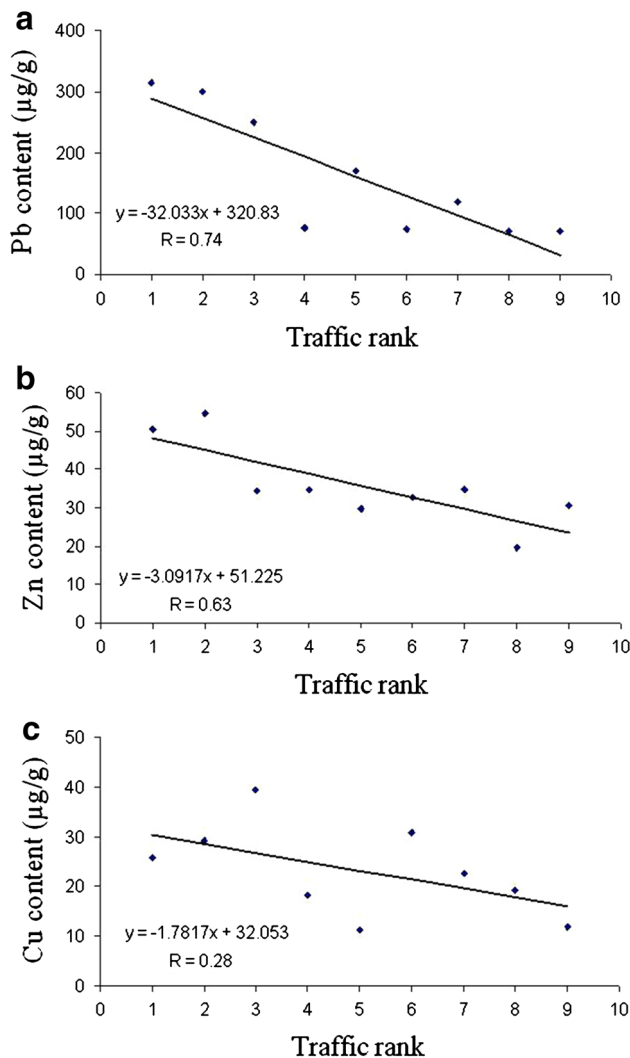 a
Pb content (µg/g)
400
300
200
100
0
y = -32.033x + 320.83
R = 0.74
0 1 2 3 4 5 6 7 8 9 10
Traffic rank
b
Zn content (µg/g)
60
50
40
30
20
10
0
y = -3.0917x + 51.225
R = 0.63
0 1 2 3 4 5 6 7 8 9 10
Traffic rank
c
Cu content (µg/g)
50
40
30
20
10
0
y = -1.7817x + 32.053
R = 0.28
0 1 2 3 4 5 6 7 8 9 10
Traffic rank